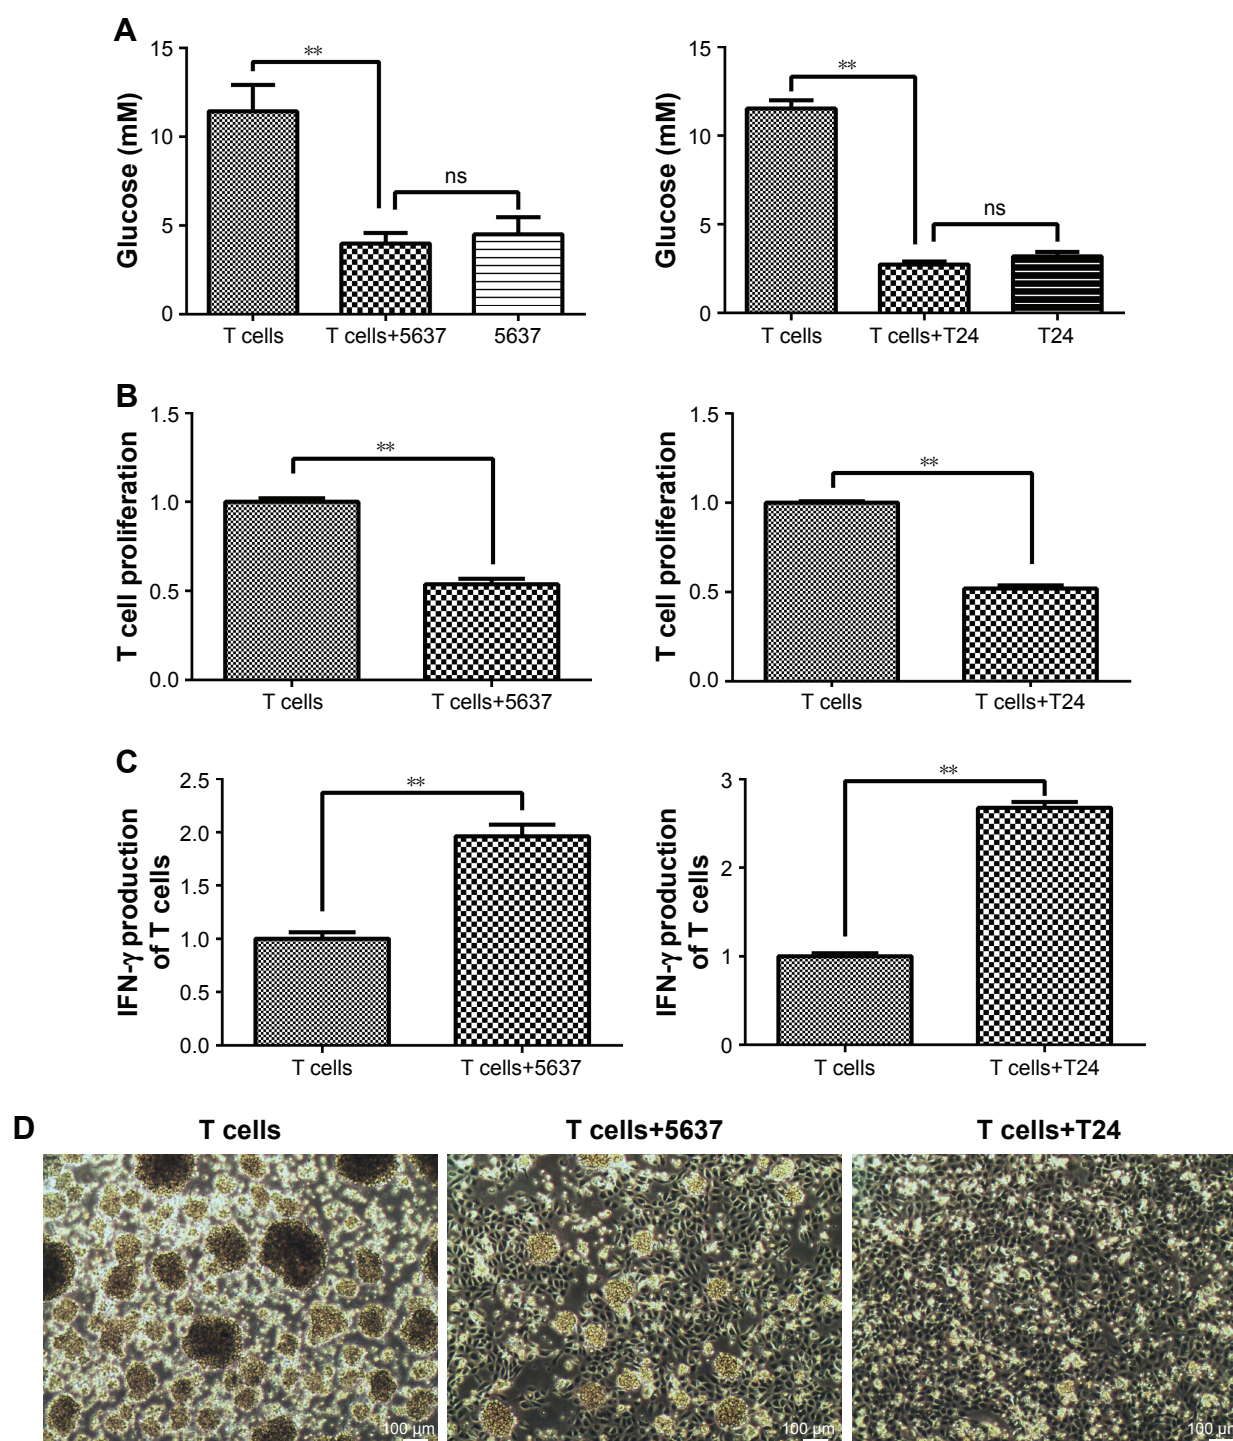 A
Glucose (mM)
15
10
5
0
**
ns
T cells
T cells+5637
5637
Glucose (mM)
15
10
5
0
**
ns
T cells
T cells+T24
T24
B
T cell proliferation
1.5
1.0
0.5
0.0
**
T cells
T cells+5637
T cell proliferation
1.5
1.0
0.5
0.0
**
T cells
T cells+T24
C
IFN-γ production
of T cells
2.5
2.0
1.5
1.0
0.5
0.0
**
T cells
T cells+5637
IFN-γ production
of T cells
3
2
1
0
**
T cells
T cells+T24
D
T cells
T cells+5637
T cells+T24
100 µm
100 µm
100 µm